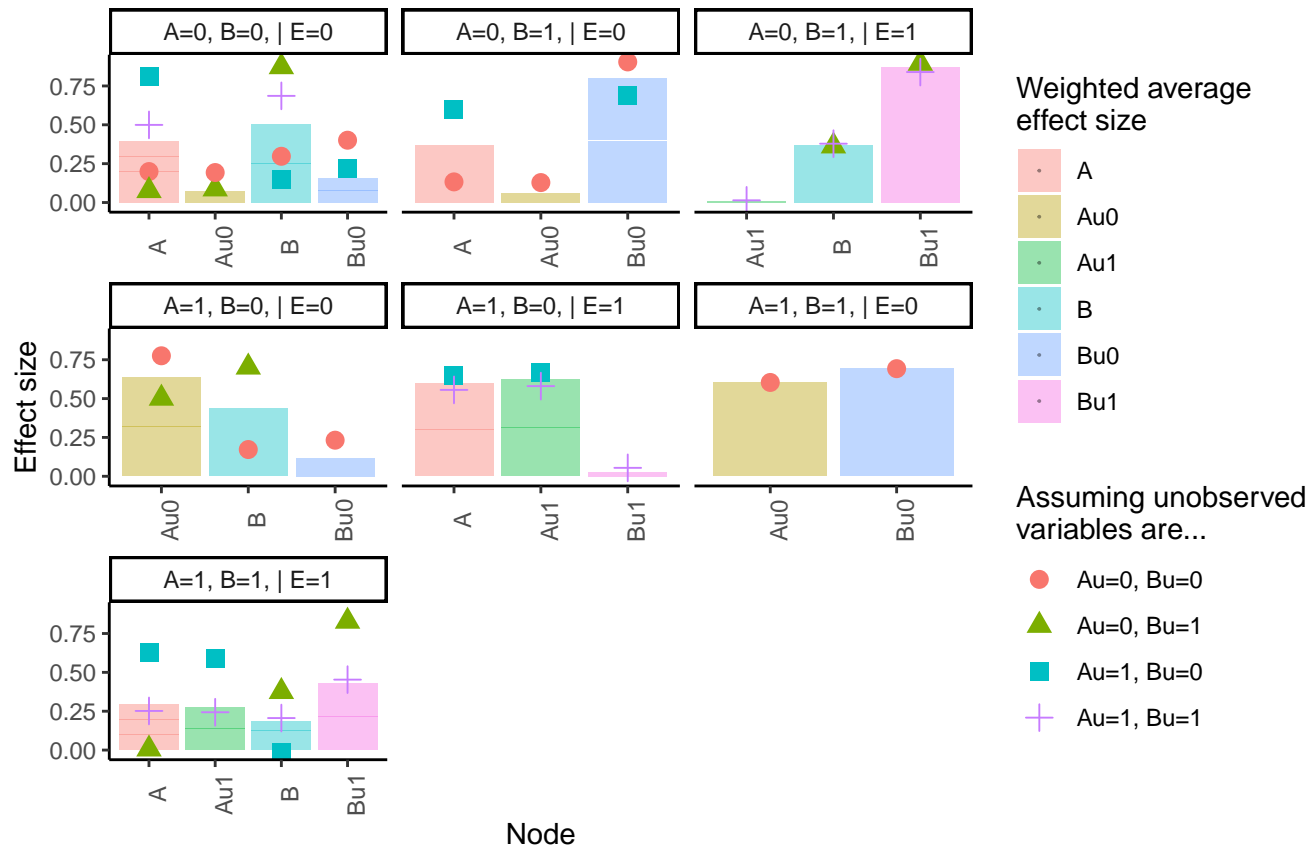 A=0, B=0, | E=0
A=0, B=1, | E=0
A=0, B=1, | E=1
0.75
0.50
0.25
0.00
A
Au0
B
Bu0
A
Au0
Bu0
Au1
B
Bu1
A=1, B=0, | E=0
A=1, B=0, | E=1
A=1, B=1, | E=0
Effect size
0.75
0.50
0.25
0.00
Au0
B
Bu0
A
Au1
Bu1
Au0
Bu0
A=1, B=1, | E=1
0.75
0.50
0.25
0.00
A
Au1
B
Bu1
Node
Weighted average
effect size
A
Au0
Au1
B
Bu0
Bu1
Assuming unobserved
variables are...
Au=0, Bu=0
Au=0, Bu=1
Au=1, Bu=0
Au=1, Bu=1